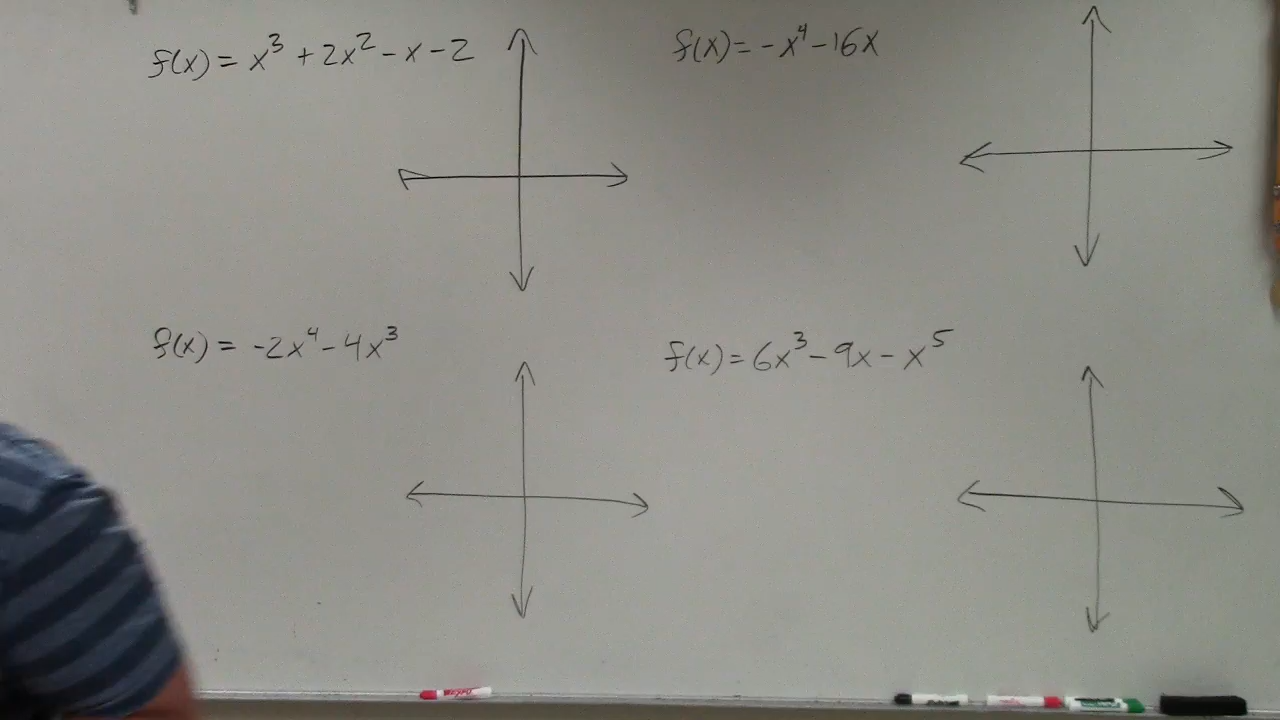 f(x) = x³ + 2x² - x - 2
f(x) = -x⁴ - 16x
f(x) = -2x⁴ - 4x³
f(x) = 6x³ - 9x - x⁵